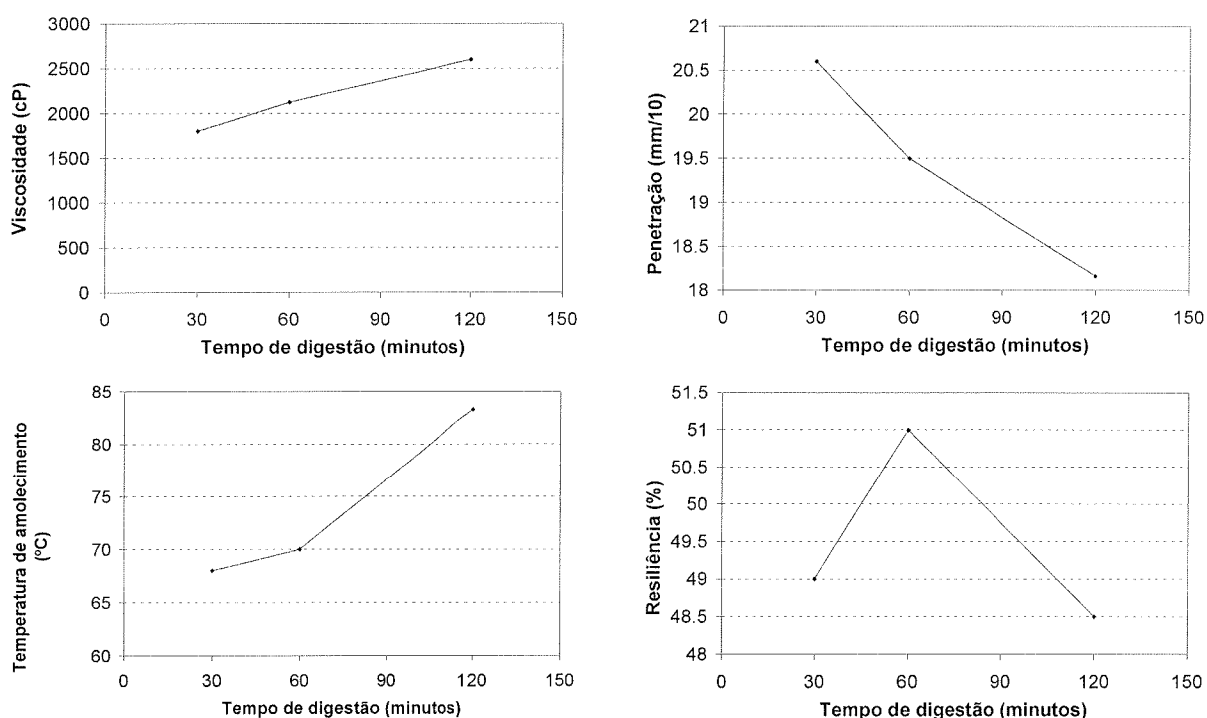 3000
2500
2000
1500
1000
500
0
Viscosidade (cP)
0 30 60 90 120 150
Tempo de digestão (minutos)
21
20.5
20
19.5
19
18.5
18
Penetração (mm/10)
0 30 60 90 120 150
Tempo de digestão (minutos)
85
80
75
70
65
60
Temperatura de amolecimento
(ºC)
0 30 60 90 120 150
Tempo de digestão (minutos)
51.5
51
50.5
50
49.5
49
48.5
48
Resiliência (%)
0 30 60 90 120 150
Tempo de digestão (minutos)